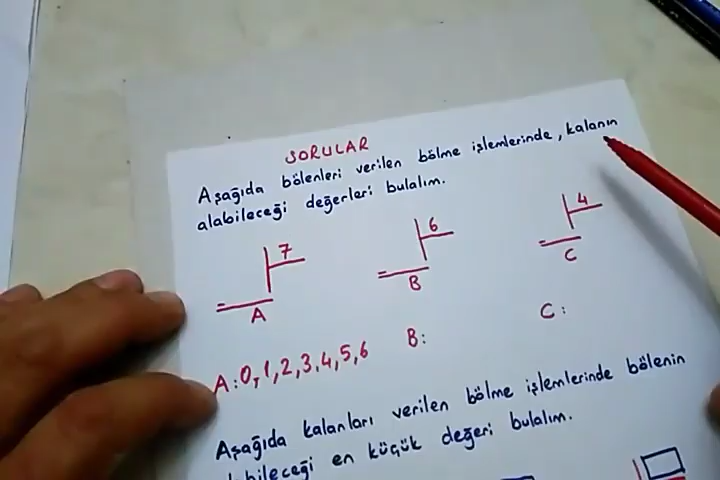 SORULAR
Aşağıda bölenleri verilen bölme işlemlerinde, kalanın
alabileceği değerleri bulalım.
7 6 4
A B C
A: 0, 1, 2, 3, 4, 5, 6 B: C:
Aşağıda kalanları verilen bölme işlemlerinde bölenin
en küçük değeri bulalım.